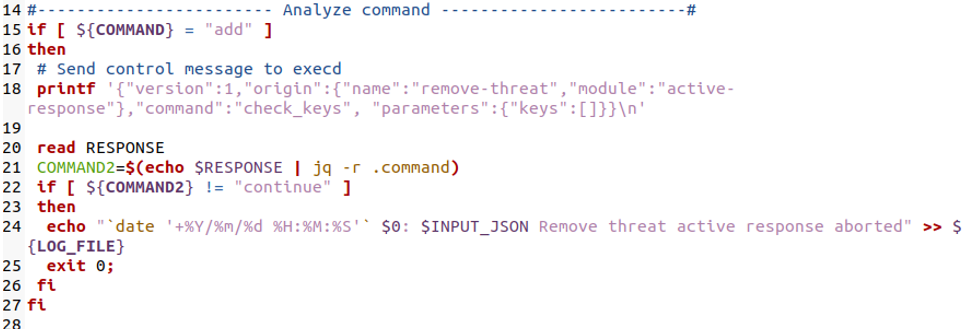 14 #------------------------ Analyze command -------------------------#
15 if [ ${COMMAND} = "add" ]
16 then
17  # Send control message to execd
18  printf '{"version":1,"origin":{"name":"remove-threat","module":"active-
response"},"command":"check_keys", "parameters":{"keys":[]}}\n'
19
20  read RESPONSE
21  COMMAND2=$(echo $RESPONSE | jq -r .command)
22  if [ ${COMMAND2} != "continue" ]
23  then
24   echo "`date '+%Y/%m/%d %H:%M:%S'` $0: $INPUT_JSON Remove threat active response aborted" >> $
{LOG_FILE}
25   exit 0;
26  fi
27 fi
28